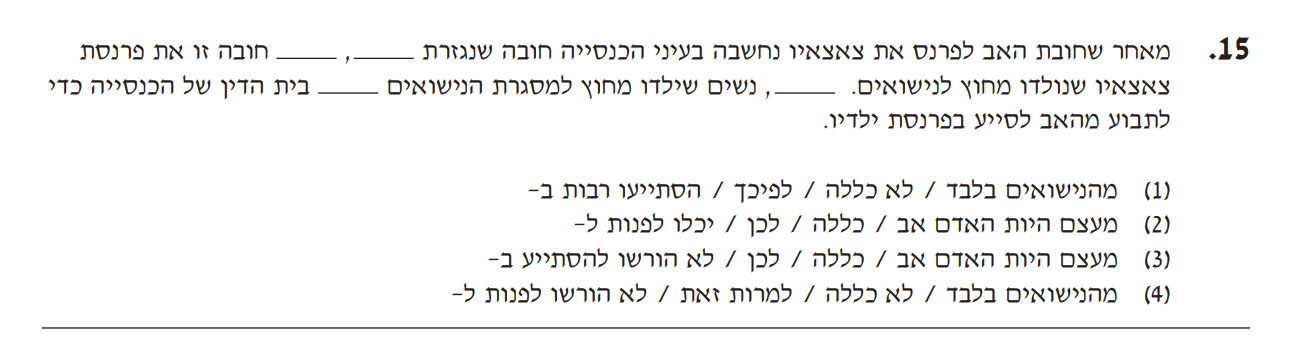 15. מאחר שחובת האב לפרנס את צאצאיו נחשבה בעיני הכנסייה חובה שנגזרת _____, _____ חובה זו את פרנסת
צאצאיו שנולדו מחוץ לנישואים. _____, נשים שילדו מחוץ למסגרת הנישואים _____ בית הדין של הכנסייה כדי
לתבוע מהאב לסייע בפרנסת ילדיו.
(1) מהנישואים בלבד / לא כללה / לפיכך / הסתייעו רבות ב-
(2) מעצם היות האדם אב / כללה / לכן / יכלו לפנות ל-
(3) מעצם היות האדם אב / כללה / לכן / לא הורשו להסתייע ב-
(4) מהנישואים בלבד / לא כללה / למרות זאת / לא הורשו לפנות ל-